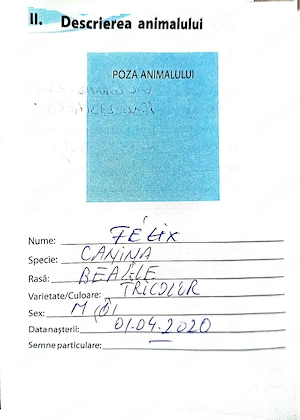 II. Descrierea animalului
POZA ANIMALULUI
Nume: FÉLIX
Specie: CANINA
Rasă: BEAGLE
Varietate/Culoare: TRICOLOR
Sex: M
Data nașterii: 01.04.2020
Semne particulare: